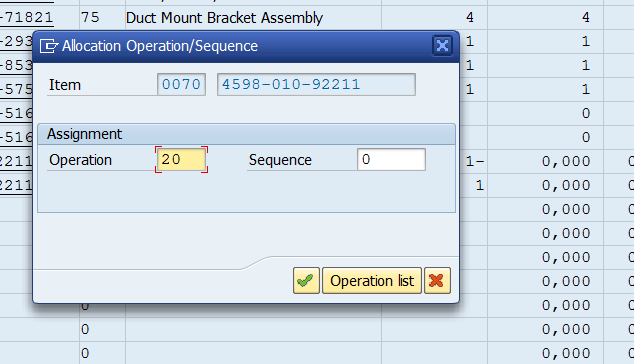 -71821 75 Duct Mount Bracket Assembly 4 4
-293 1 1
-853 1 1
-575 1 1
-516 0
-516 0
2211 1- 0,000
2211 1 0,000
0,000
0,000
0,000
0,000
0 0,000
0 0,000
0 0,000
Allocation Operation/Sequence
Item 0070 4598-010-92211
Assignment
Operation 20 Sequence 0
Operation list